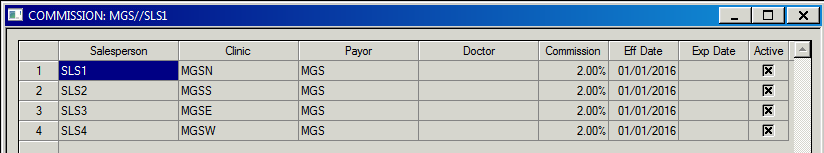 COMMISSION: MGS//SLS1
Salesperson Clinic Payor Doctor Commission Eff Date Exp Date Active
1 SLS1 MGSN MGS 2.00% 01/01/2016
2 SLS2 MGSS MGS 2.00% 01/01/2016
3 SLS3 MGSE MGS 2.00% 01/01/2016
4 SLS4 MGSW MGS 2.00% 01/01/2016